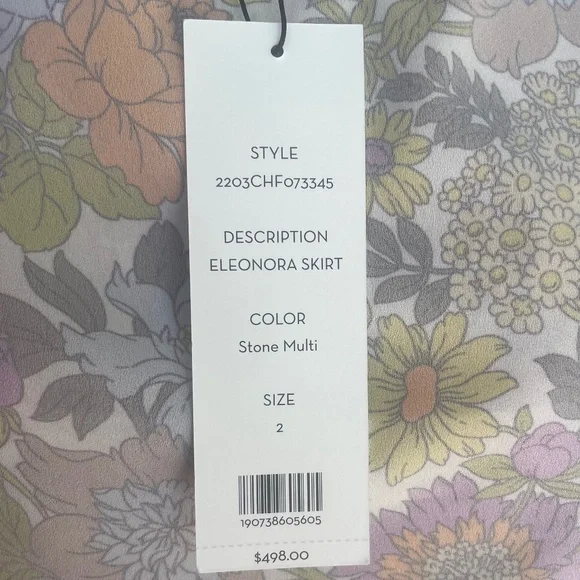 STYLE
2203CHF073345
DESCRIPTION
ELEONORA SKIRT
COLOR
Stone Multi
SIZE
2
190738605605
$498.00